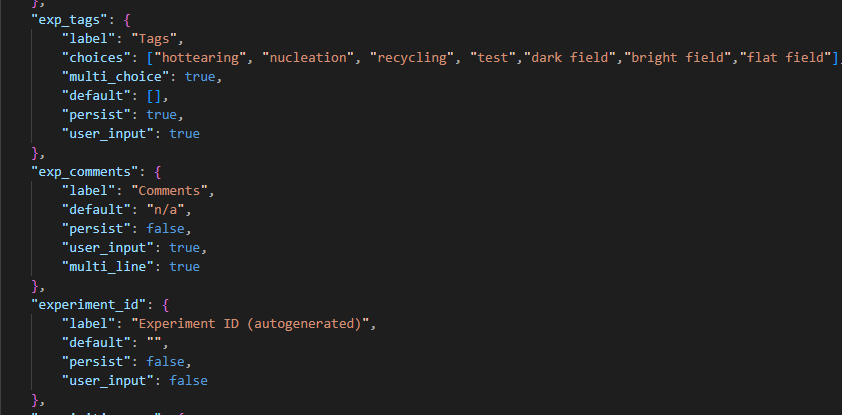 },
"exp_tags": {
"label": "Tags",
"choices": ["hottearing", "nucleation", "recycling", "test","dark field","bright field","flat field"],
"multi_choice": true,
"default": [],
"persist": true,
"user_input": true
},
"exp_comments": {
"label": "Comments",
"default": "n/a",
"persist": false,
"user_input": true,
"multi_line": true
},
"experiment_id": {
"label": "Experiment ID (autogenerated)",
"default": "",
"persist": false,
"user_input": false
},